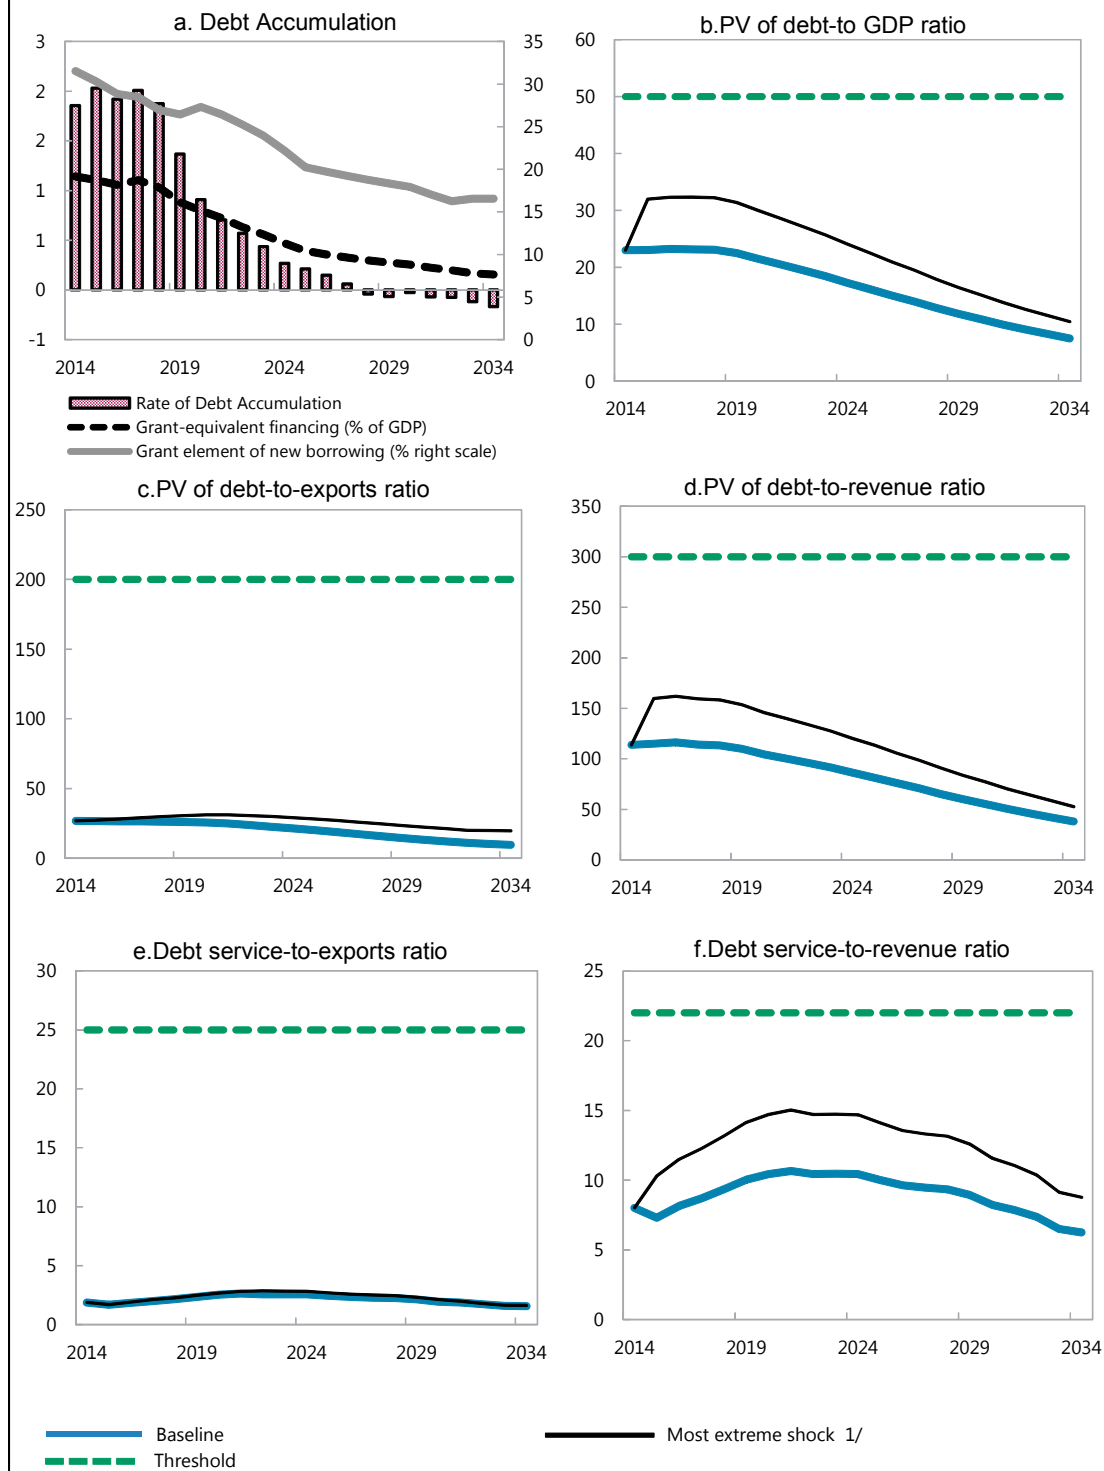 a. Debt Accumulation
3
2
2
1
1
0
-1
35
30
25
20
15
10
5
0
2014 2019 2024 2029 2034
Rate of Debt Accumulation
Grant-equivalent financing (% of GDP)
Grant element of new borrowing (% right scale)
b.PV of debt-to GDP ratio
60
50
40
30
20
10
0
2014 2019 2024 2029 2034
c.PV of debt-to-exports ratio
250
200
150
100
50
0
2014 2019 2024 2029 2034
d.PV of debt-to-revenue ratio
350
300
250
200
150
100
50
0
2014 2019 2024 2029 2034
e.Debt service-to-exports ratio
30
25
20
15
10
5
0
2014 2019 2024 2029 2034
f.Debt service-to-revenue ratio
25
20
15
10
5
0
2014 2019 2024 2029 2034
Baseline
Most extreme shock 1/
Threshold